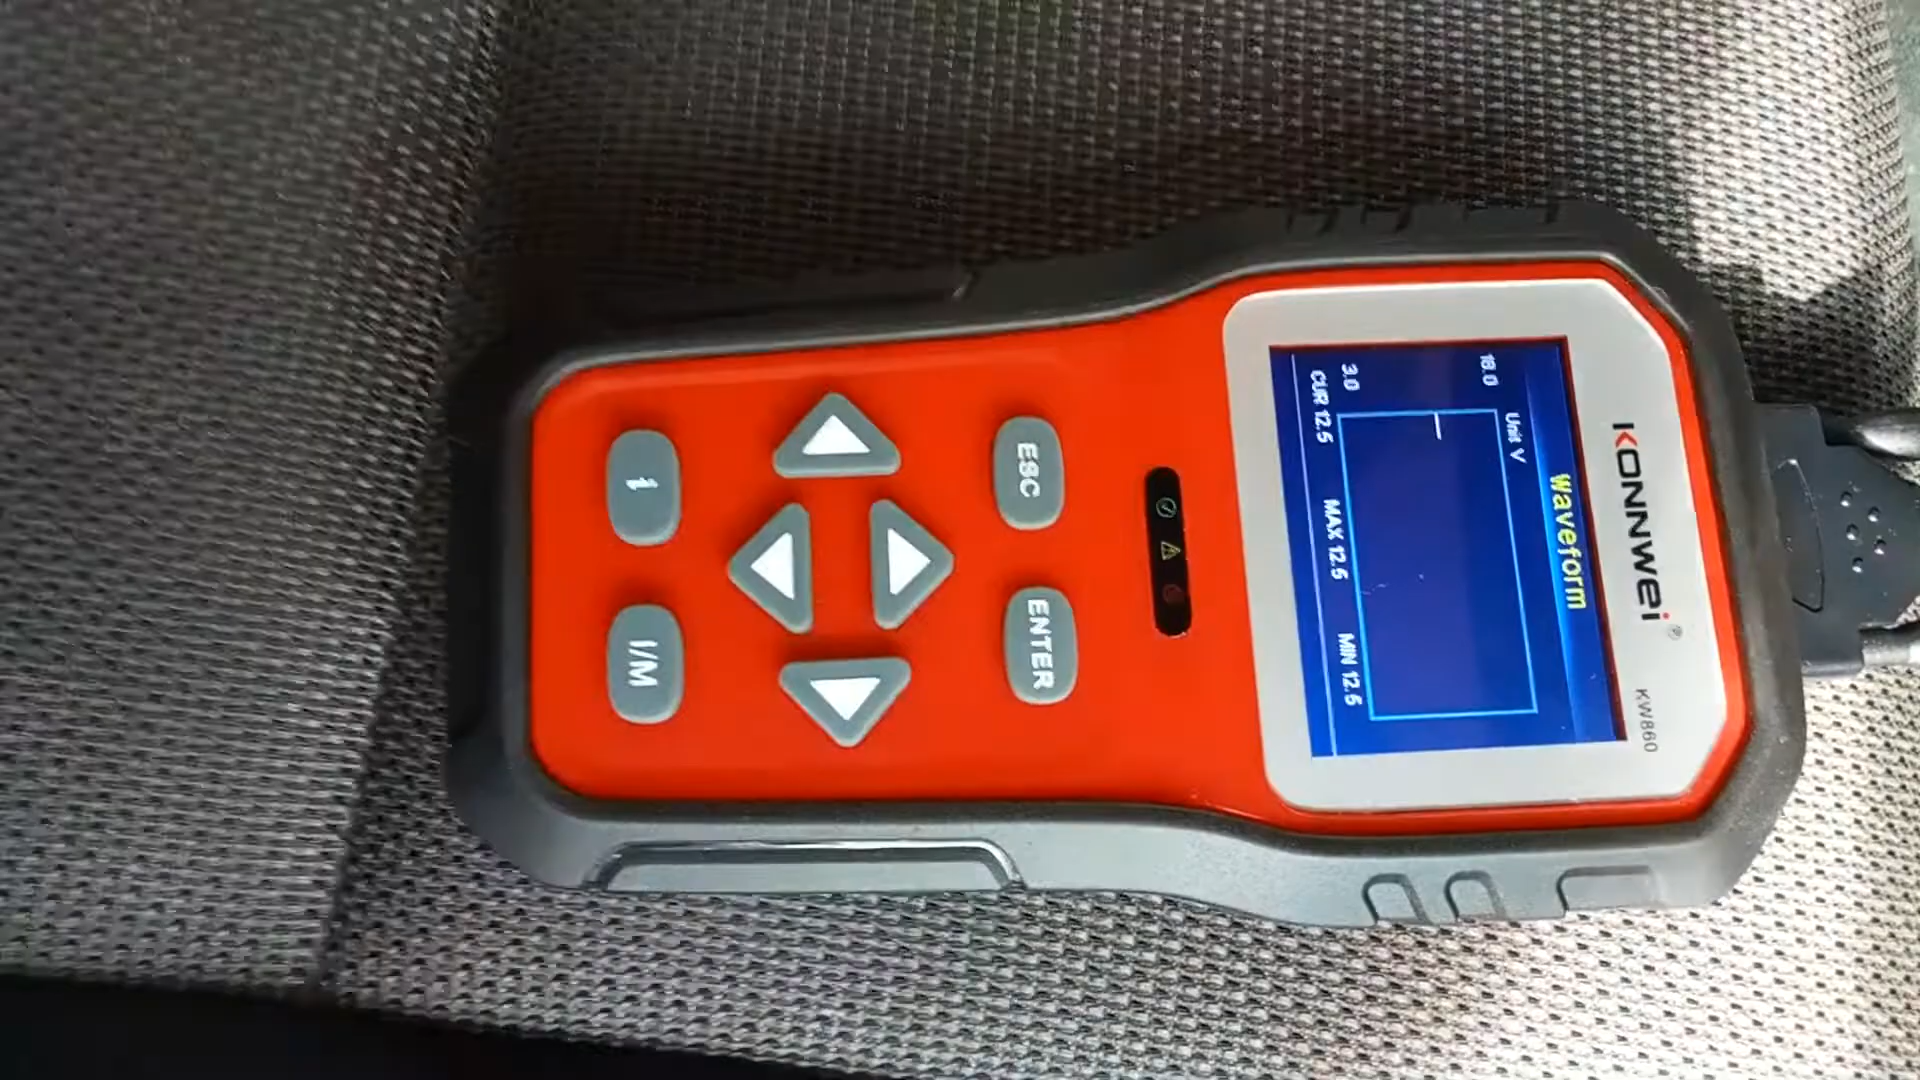 KONNWEI®
KW860
Waveform
Unit V
18.0
3.0
CUR 12.5 MAX 12.5 MIN 12.5
ESC ENTER
i I/M